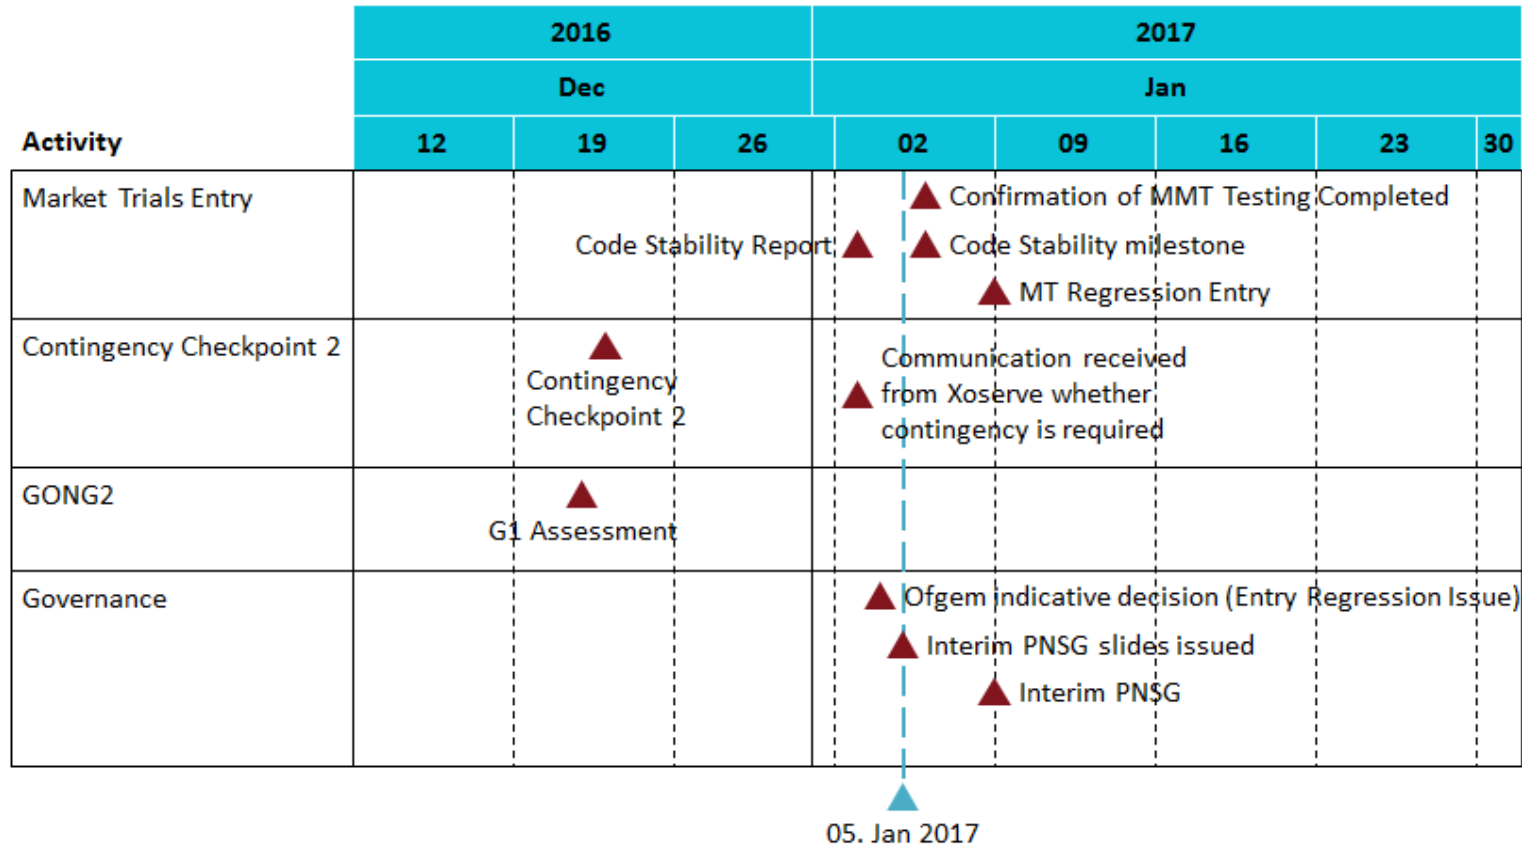 2016
2017
Dec
Jan
Activity
12
19
26
02
09
16
23
30
Market Trials Entry
Confirmation of MMT Testing Completed
Code Stability Report
Code Stability milestone
MT Regression Entry
Contingency Checkpoint 2
Contingency
Checkpoint 2
Communication received
from Xoserve whether
contingency is required
GONG2
G1 Assessment
Governance
Ofgem indicative decision (Entry Regression Issue)
Interim PNSG slides issued
Interim PNSG
05. Jan 2017